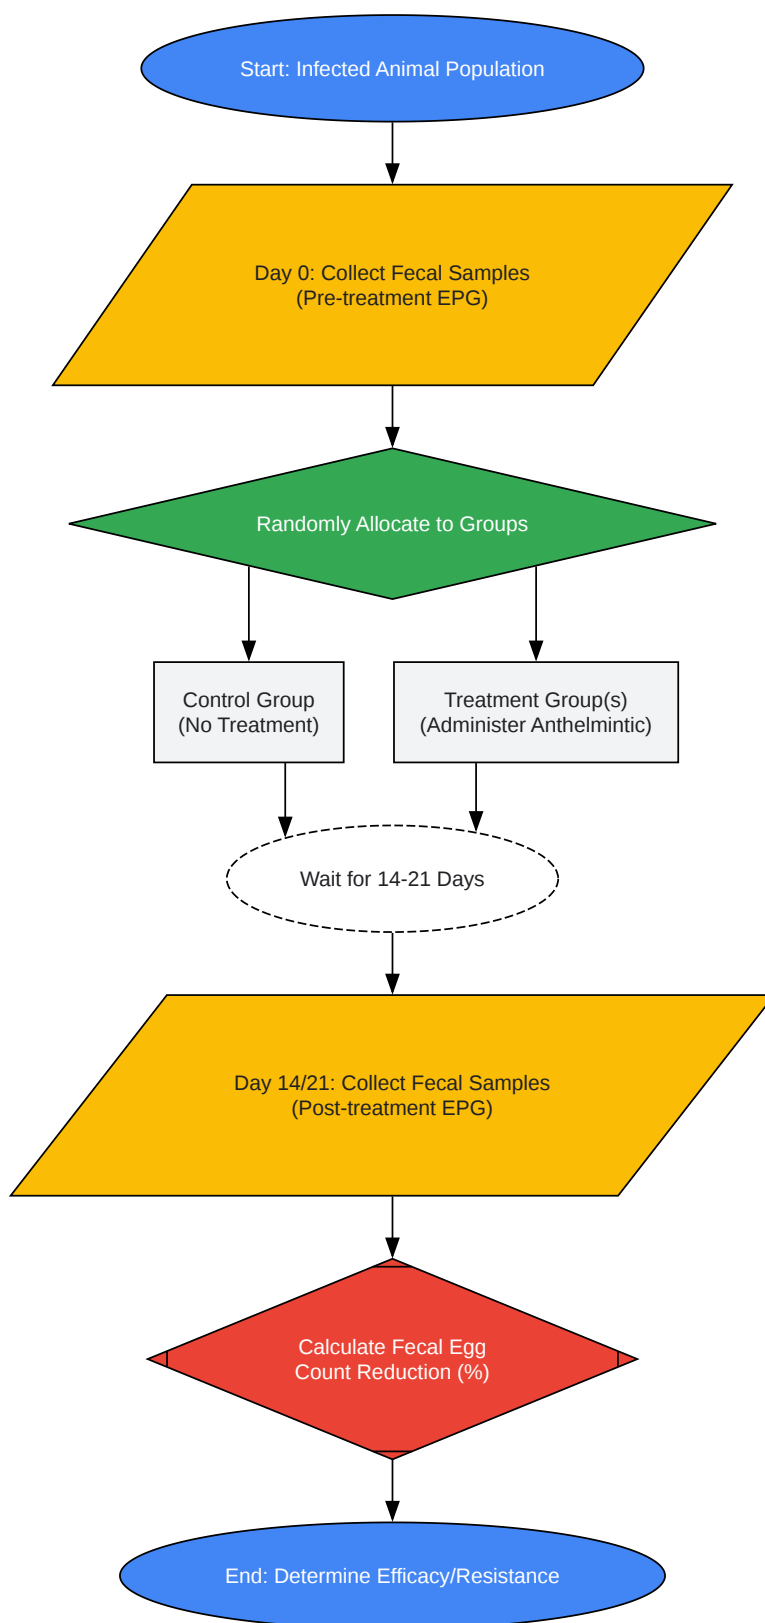 Start: Infected Animal Population
Day 0: Collect Fecal Samples
(Pre-treatment EPG)
Randomly Allocate to Groups
Control Group
(No Treatment)
Treatment Group(s)
(Administer Anthelmintic)
Wait for 14-21 Days
Day 14/21: Collect Fecal Samples
(Post-treatment EPG)
Calculate Fecal Egg
Count Reduction (%)
End: Determine Efficacy/Resistance